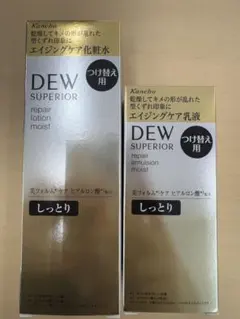 Kanebo
乾燥してキメの形が乱れた
型くずれ印象に
エイジングケア化粧水
DEW
SUPERIOR
つけ替え
用
repair
lotion
moist
しっとり
Kanebo
乾燥してキメの形が乱れた
型くずれ印象に
エイジングケア乳液
DEW
SUPERIOR
つけ替え
用
repair
emulsion
moist
しっとり